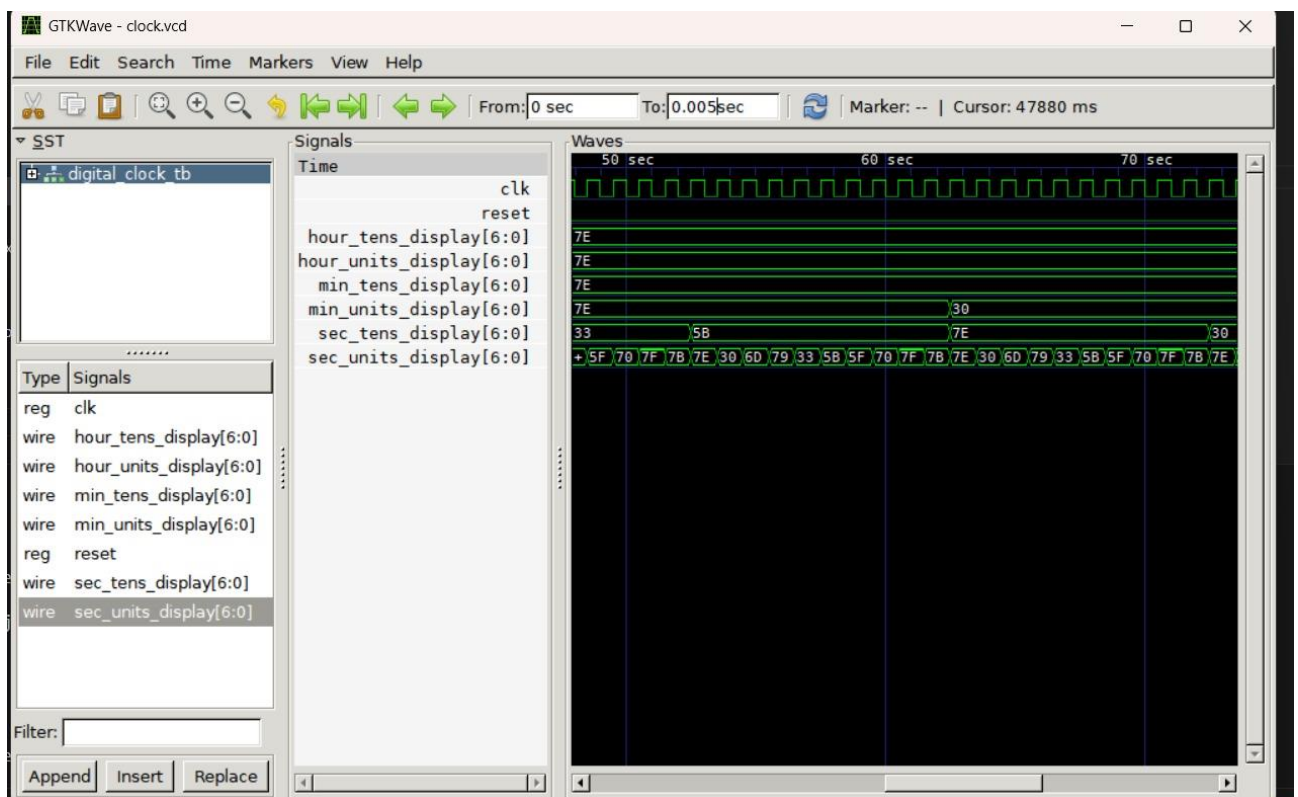 GTKWave - clock.vcd
File Edit Search Time Markers View Help
From: 0 sec To: 0.005sec Marker: -- | Cursor: 47880 ms
SST
digital_clock_tb
Type Signals
reg clk
wire hour_tens_display[6:0]
wire hour_units_display[6:0]
wire min_tens_display[6:0]
wire min_units_display[6:0]
reg reset
wire sec_tens_display[6:0]
wire sec_units_display[6:0]
Filter:
Append Insert Replace
Signals
Time
clk
reset
hour_tens_display[6:0]
hour_units_display[6:0]
min_tens_display[6:0]
min_units_display[6:0]
sec_tens_display[6:0]
sec_units_display[6:0]
Waves
50 sec 60 sec 70 sec
7E
7E
7E
7E 30
33 5B 7E 30
+ 5F 70 7F 7B 7E 30 6D 79 33 5B 5F 70 7F 7B 7E 30 6D 79 33 5B 5F 70 7F 7B 7E